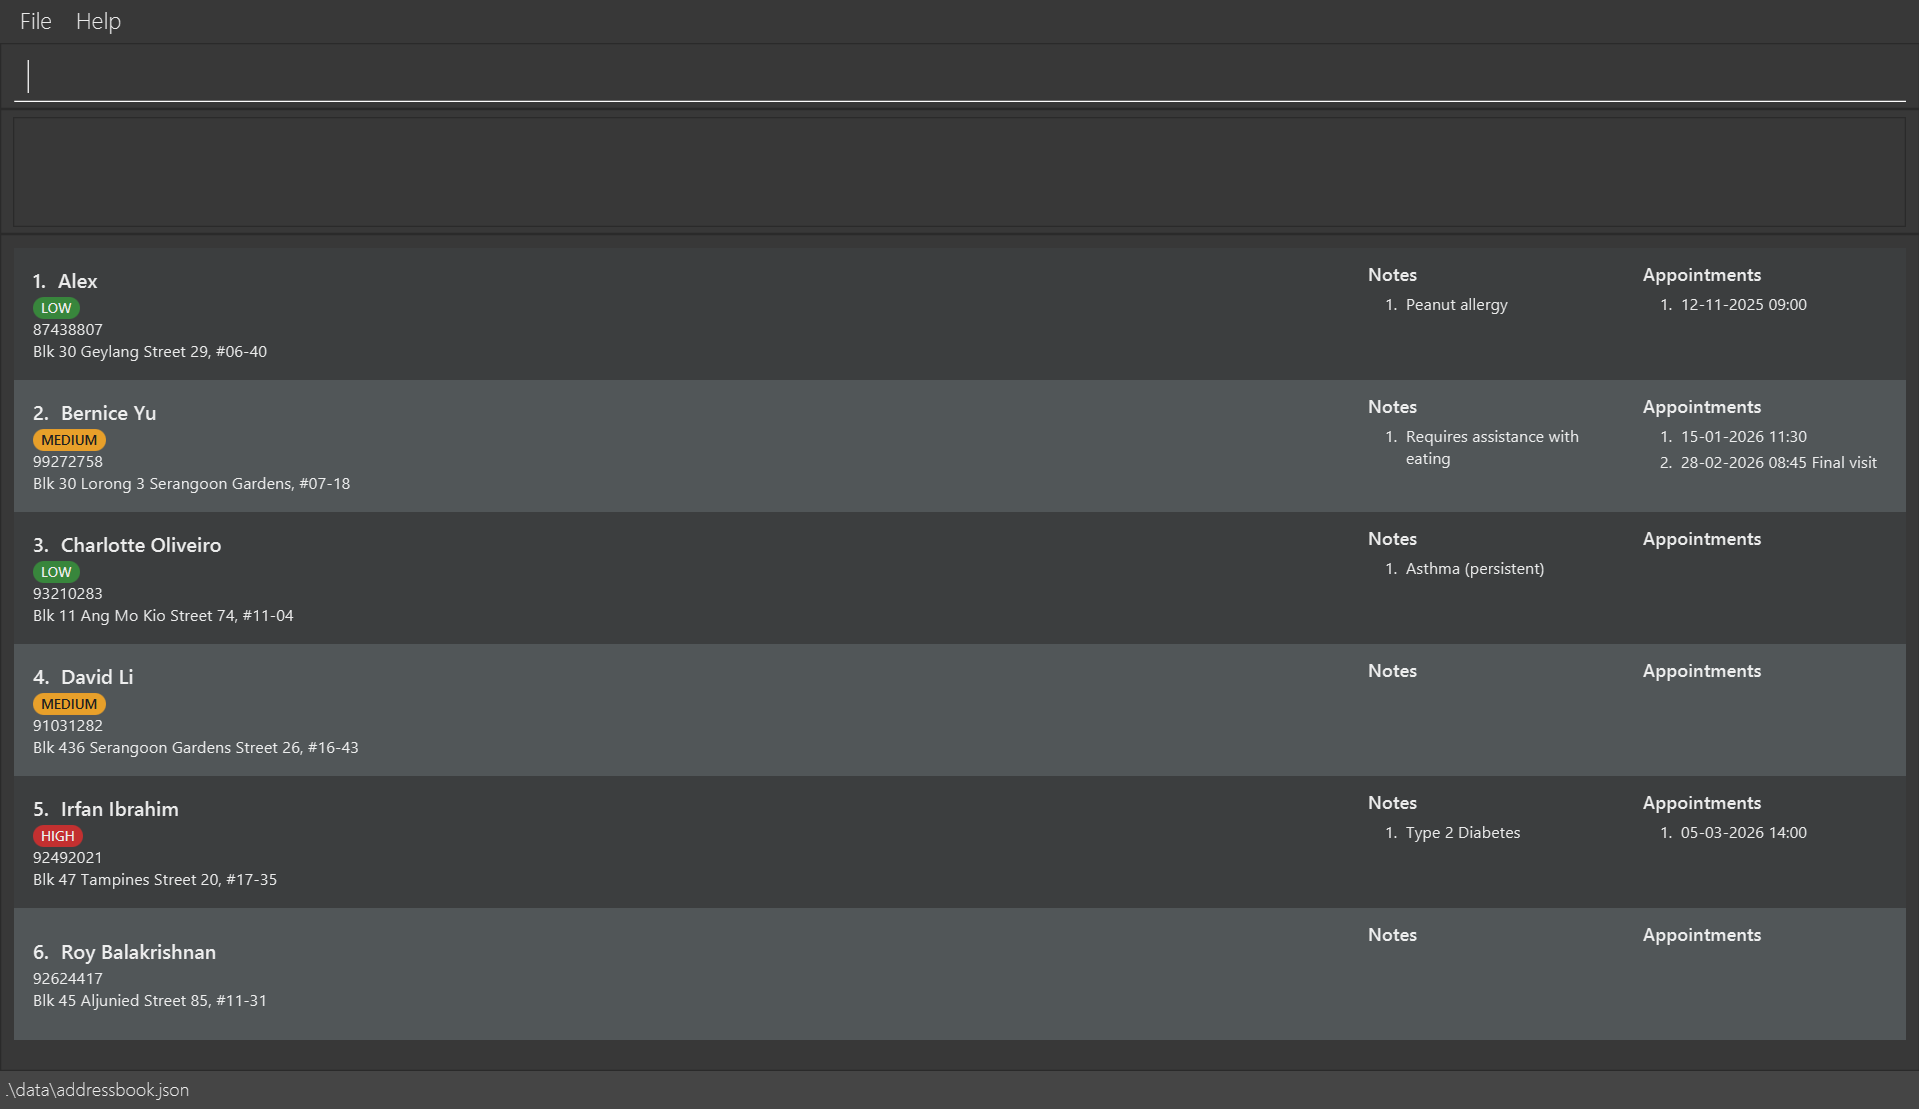 File Help
1. Alex
LOW
87438807
Blk 30 Geylang Street 29, #06-40
Notes
1. Peanut allergy
Appointments
1. 12-11-2025 09:00
2. Bernice Yu
MEDIUM
99272758
Blk 30 Lorong 3 Serangoon Gardens, #07-18
Notes
1. Requires assistance with
eating
Appointments
1. 15-01-2026 11:30
2. 28-02-2026 08:45 Final visit
3. Charlotte Oliveiro
LOW
93210283
Blk 11 Ang Mo Kio Street 74, #11-04
Notes
1. Asthma (persistent)
Appointments
4. David Li
MEDIUM
91031282
Blk 436 Serangoon Gardens Street 26, #16-43
Notes
Appointments
5. Irfan Ibrahim
HIGH
92492021
Blk 47 Tampines Street 20, #17-35
Notes
1. Type 2 Diabetes
Appointments
1. 05-03-2026 14:00
6. Roy Balakrishnan
92624417
Blk 45 Aljunied Street 85, #11-31
Notes
Appointments
.\data\addressbook.json